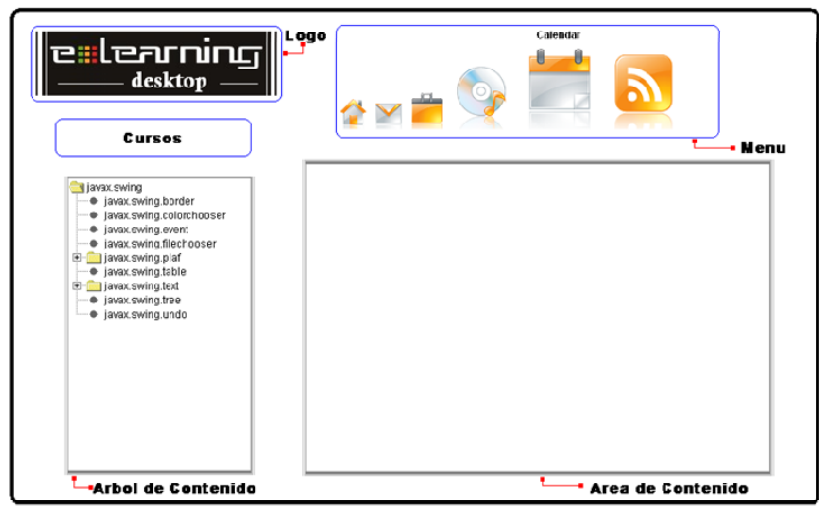 e learning
desktop
Logo
Calendar
Menu
Cursos
javax.swing
javax.swing.border
javax.swing.colorchooser
javax.swing.event
javax.swing.filechooser
javax.swing.plaf
javax.swing.table
javax.swing.text
javax.swing.tree
javax.swing.undo
Arbol de Contenido
Area de Contenido